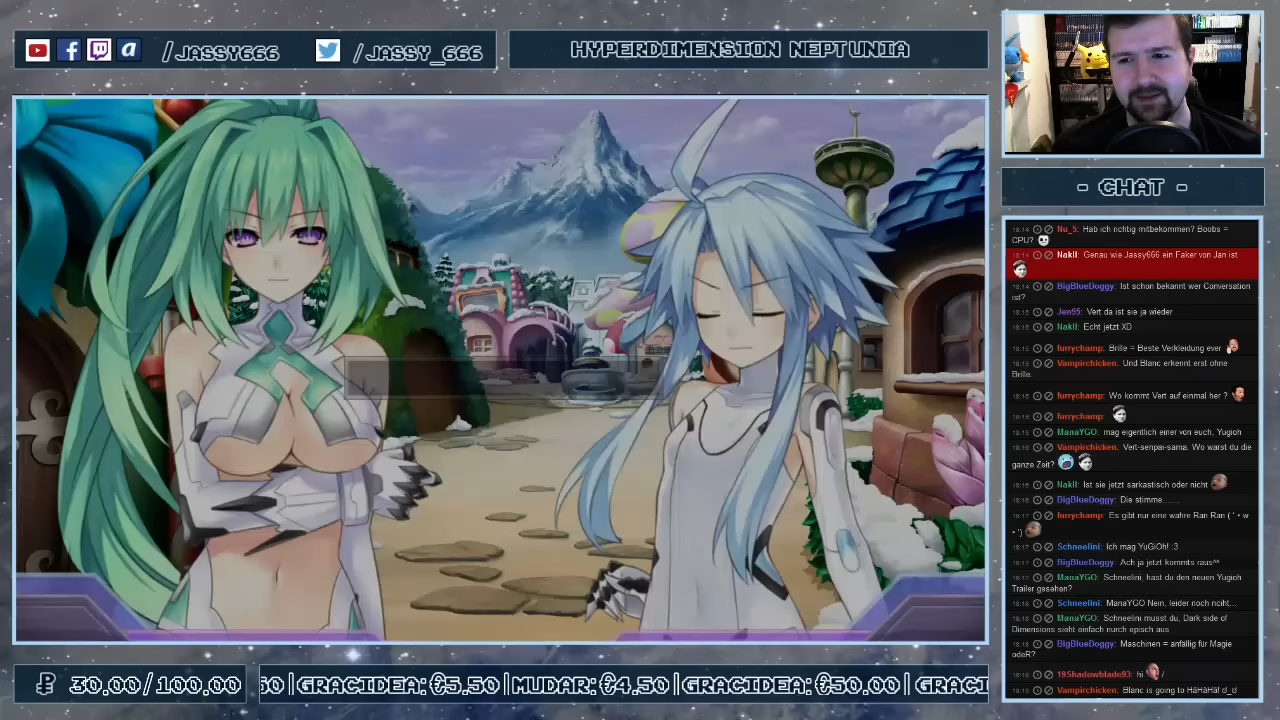 /JASSY666
/JASSY_666
HYPERDIMENSION NEPTUNIA
- CHAT -
18:14 Nu_5: Hab ich richtig mitbekommen? Boobs =
CPU?
18:14 Nakil: Genau wie Jassy666 ein Faker von Jan ist
18:14 BigBlueDoggy: Ist schon bekannt wer Conversation
ist?
18:15 Jen95: Vert da ist sie ja wieder
18:15 Nakil: Echt jetzt XD
18:15 furrychamp: Brille = Beste Verkleidung ever
18:15 Vampirchicken: Und Blanc erkennt erst ohne
Brille.
18:15 furrychamp: Wo kommt Vert auf einmal her ?
furrychamp:
18:15 ManaYGO: mag eigentlich einer von euch, Yugioh
18:16 Vampirchicken: Vert-senpai-sama. Wo warst du die
ganze Zeit?
18:16 Nakil: Ist sie jetzt sarkastisch oder nicht
18:16 BigBlueDoggy: Die stimme.......
18:17 furrychamp: Es gibt nur eine wahre Ran Ran ( ' • w
• ')
18:17 Schneelini: Ich mag YuGiOh! :3
18:17 BigBlueDoggy: Ach ja jetzt kommts raus^^
18:17 ManaYGO: Schneelini, hast du den neuen Yugioh
Trailer gesehen?
18:18 Schneelini: ManaYGO Nein, leider noch nciht...
18:18 ManaYGO: Schneelini musst du, Dark side of
Dimensions sieht einfach nurch episch aus
18:18 BigBlueDoggy: Maschinen = anfällig für Magie
odeR?
18:18 19Shadowblade93: hi /
18:19 Vampirchicken: Blanc is going to HäHäHä! ಠ_ಠ
30.00/100.00
50 | GRACIDEA: €5,50 | MUDAR: €4,50 | GRACIDEA: €50.00 | GRACI